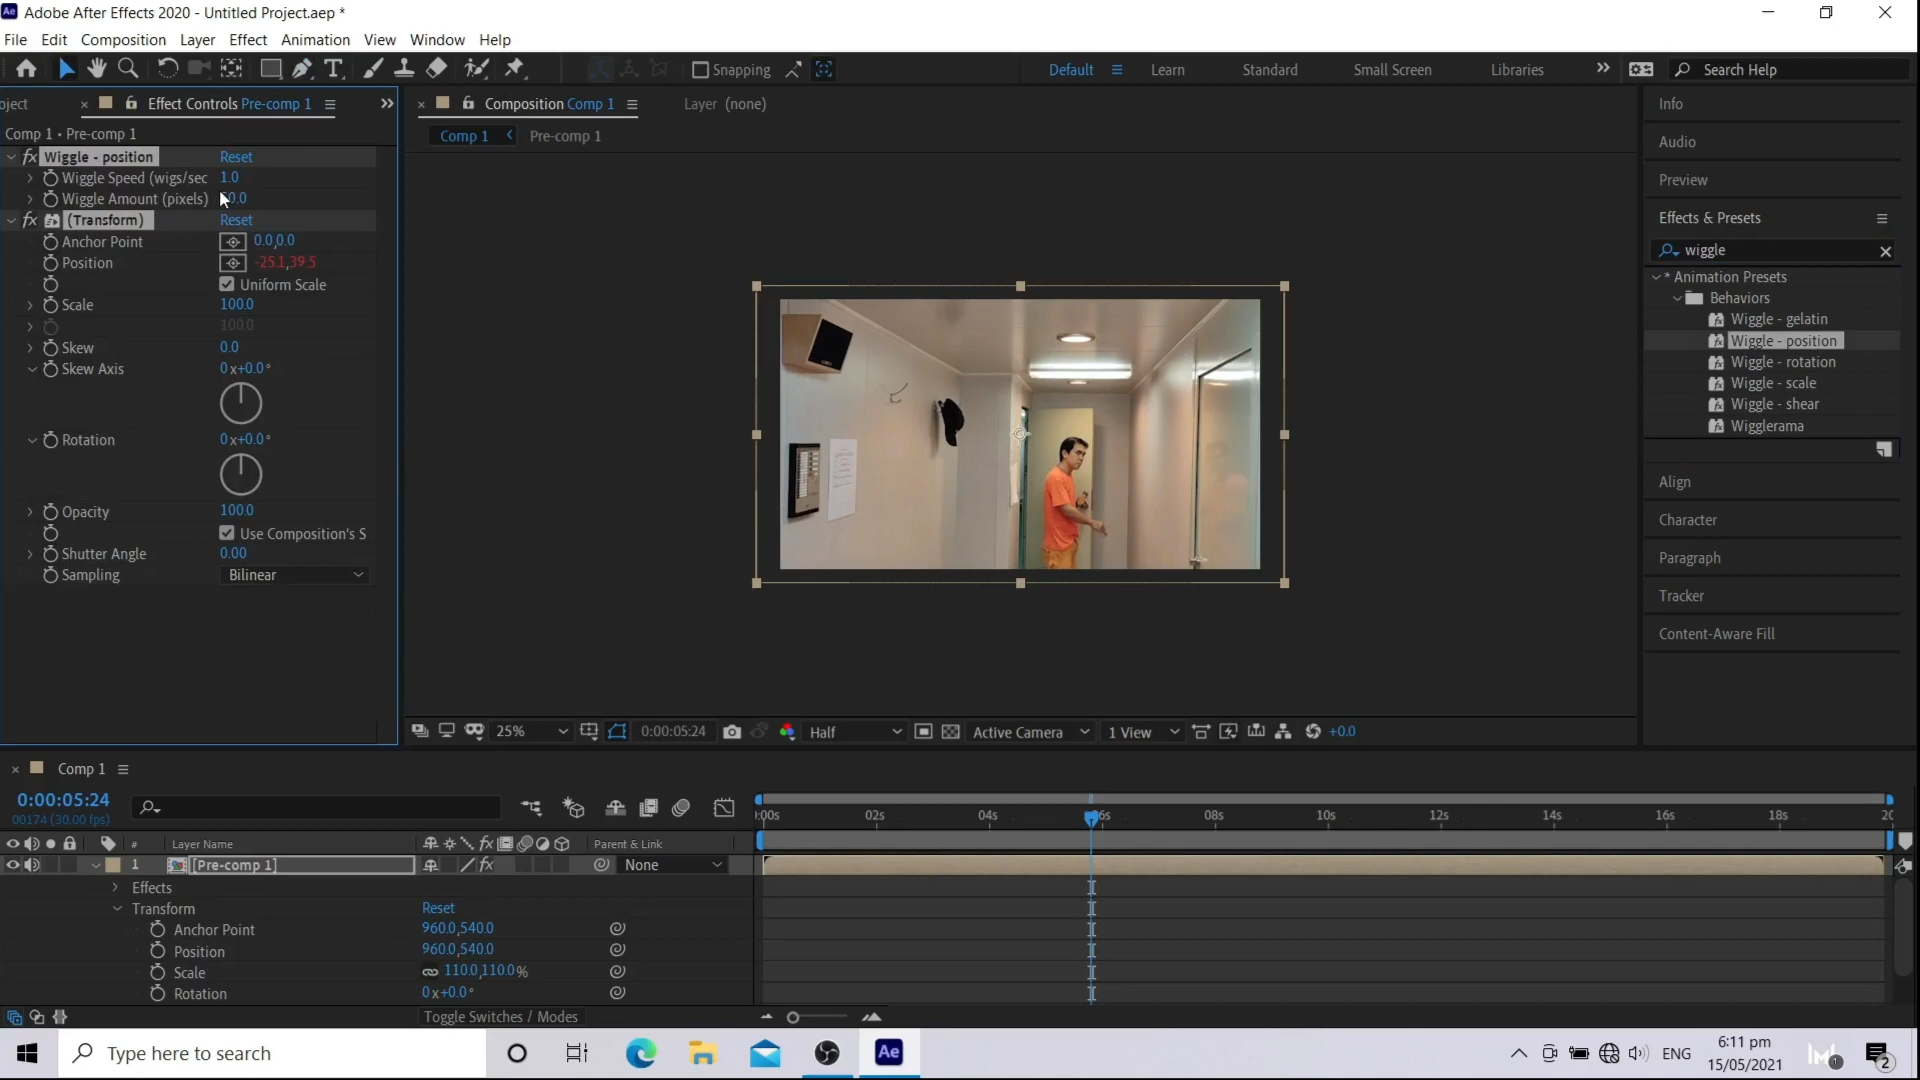 Adobe After Effects 2020 - Untitled Project.aep *
File Edit Composition Layer Effect Animation View Window Help
Snapping Default Learn Standard Small Screen Libraries Search Help
oject Effect Controls Pre-comp 1
Comp 1 • Pre-comp 1
Wiggle - position Reset
Wiggle Speed (wigs/sec 1.0
Wiggle Amount (pixels)
(Transform) Reset
Anchor Point 0.0,0.0
Position -25.1,39.5
Uniform Scale
Scale 100.0
100.0
Skew 0.0
Skew Axis 0x+0.0°
Rotation 0x+0.0°
Opacity 100.0
Use Composition's S
Shutter Angle 0.00
Sampling Bilinear
Composition Comp 1 Layer (none)
Comp 1 Pre-comp 1
25% 0:00:05:24 Half Active Camera 1 View +0.0
Info
Audio
Preview
Effects & Presets
wiggle
* Animation Presets
Behaviors
Wiggle - gelatin
Wiggle - position
Wiggle - rotation
Wiggle - scale
Wiggle - shear
Wigglerama
Align
Character
Paragraph
Tracker
Content-Aware Fill
Comp 1
0:00:05:24
00174 (30.00 fps)
:00s 02s 04s 06s 08s 10s 12s 14s 16s 18s 20
# Layer Name Parent & Link
1 [Pre-comp 1] None
Effects
Transform Reset
Anchor Point 960.0,540.0
Position 960.0,540.0
Scale 110.0,110.0%
Rotation 0x+0.0°
Toggle Switches / Modes
Type here to search
Ae
ENG
6:11 pm
15/05/2021
1
2